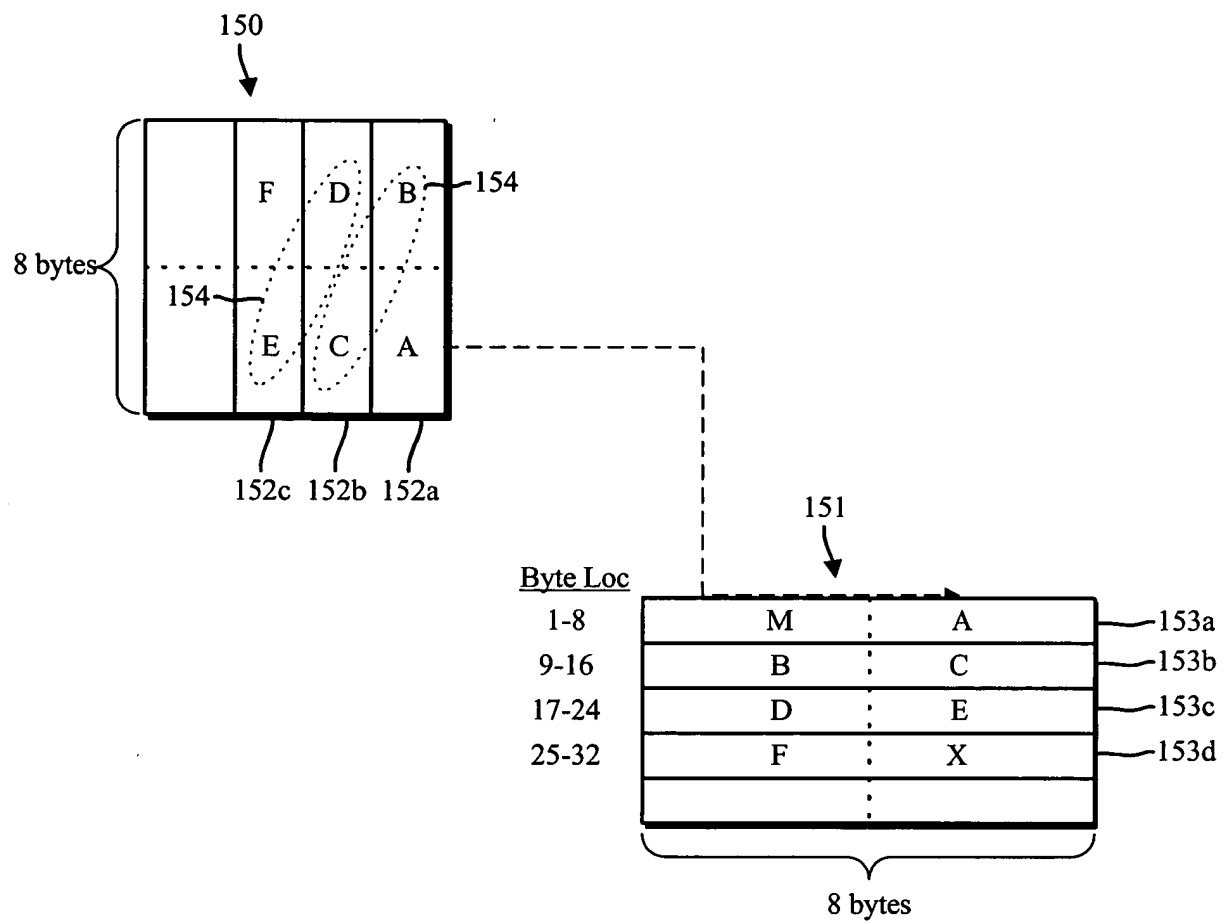 150
F D B 154
8 bytes
154
E C A
152c 152b 152a
151
Byte Loc
1-8 M A 153a
9-16 B C 153b
17-24 D E 153c
25-32 F X 153d
8 bytes